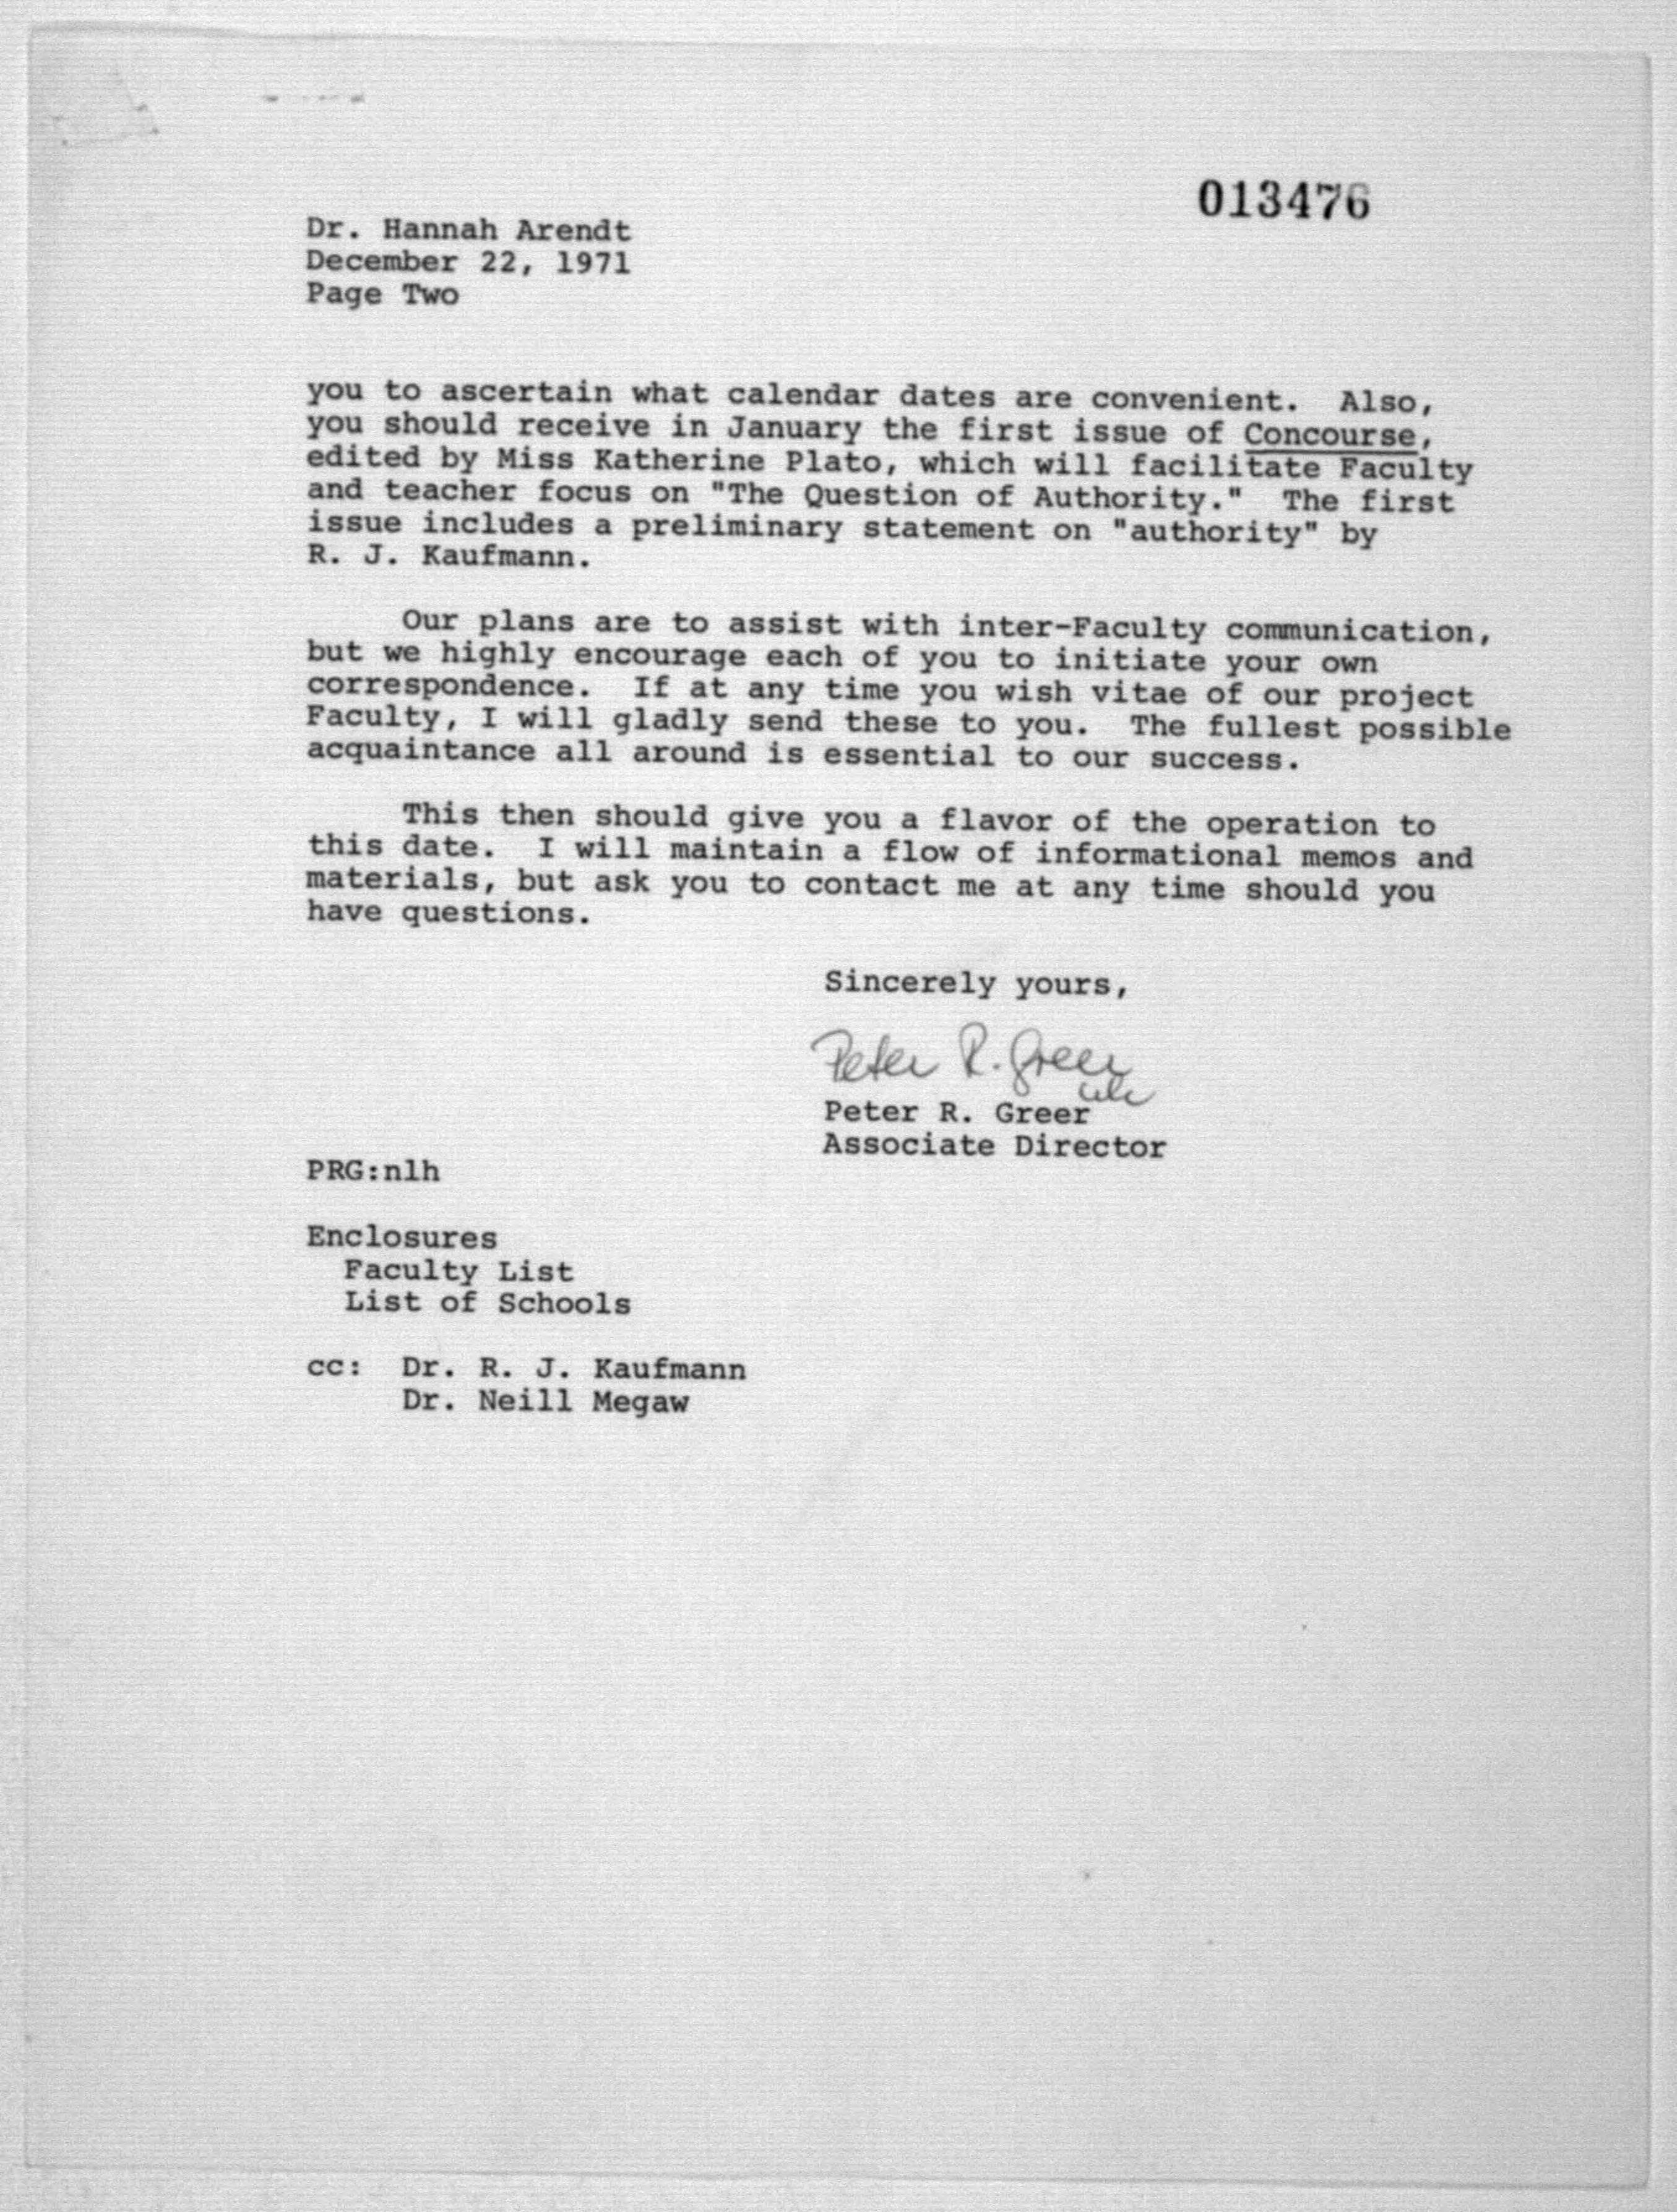 013476
Dr. Hannah Arendt
December 22, 1971
Page Two
you to ascertain what calendar dates are convenient. Also,
you should receive in January the first issue of Concourse,
edited by Miss Katherine Plato, which will facilitate Faculty
and teacher focus on "The Question of Authority." The first
issue includes a preliminary statement on "authority" by
R. J. Kaufmann.
Our plans are to assist with inter-Faculty communication,
but we highly encourage each of you to initiate your own
correspondence. If at any time you wish vitae of our project
Faculty, I will gladly send these to you. The fullest possible
acquaintance all around is essential to our success.
This then should give you a flavor of the operation to
this date. I will maintain a flow of informational memos and
materials, but ask you to contact me at any time should you
have questions.
Sincerely yours,
Peter R. Greer
Peter R. Greer
Associate Director
PRG:nlh
Enclosures
Faculty List
List of Schools
cc: Dr. R. J. Kaufmann
Dr. Neill Megaw